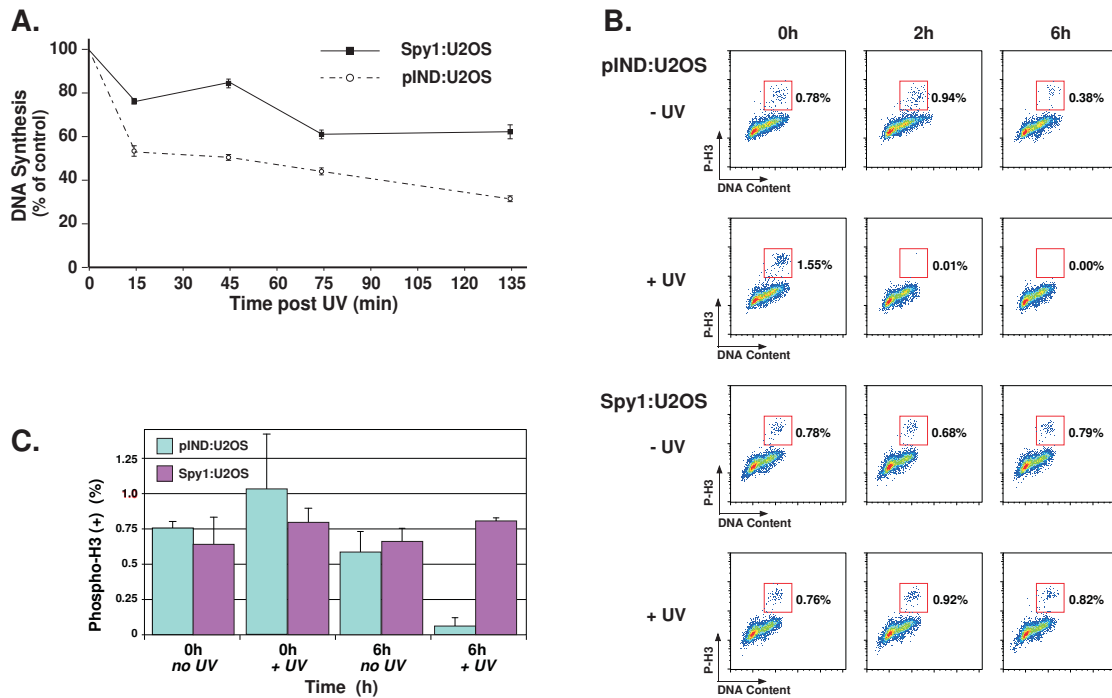 A.
100
80
60
40
20
0
DNA Synthesis
(% of control)
Spy1:U2OS
pIND:U2OS
0 15 30 45 60 75 90 105 120 135
Time post UV (min)
B.
0h 2h 6h
pIND:U2OS
- UV
P-H3
DNA Content
0.78% 0.94% 0.38%
+ UV
P-H3
DNA Content
1.55% 0.01% 0.00%
Spy1:U2OS
- UV
P-H3
DNA Content
0.78% 0.68% 0.79%
+ UV
P-H3
DNA Content
0.76% 0.92% 0.82%
C.
pIND:U2OS
Spy1:U2OS
Phospho-H3 (+) (%)
1.25
1.0
0.75
0.5
0.25
0
0h 0h 6h 6h
no UV + UV no UV + UV
Time (h)